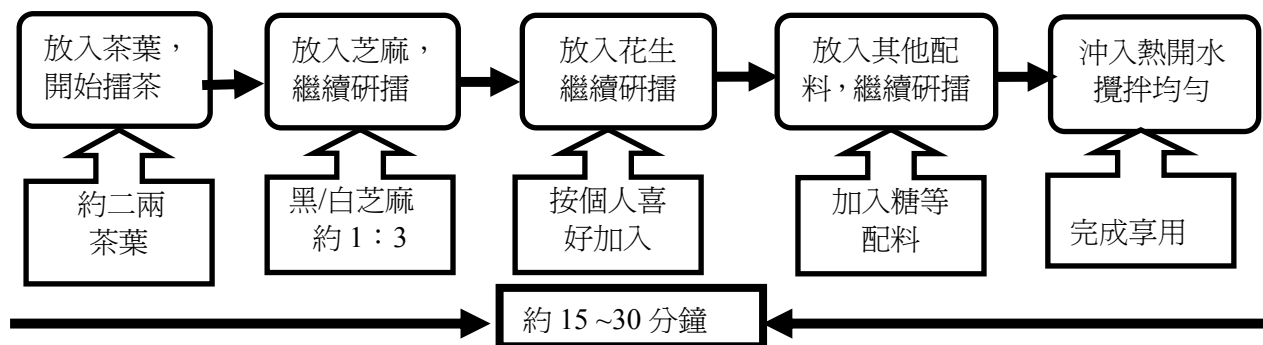 放入茶葉，
開始擂茶
放入芝麻，
繼續研擂
放入花生
繼續研擂
放入其他配
料，繼續研擂
沖入熱開水
攪拌均勻
約二兩
茶葉
黑/白芝麻
約 1：3
按個人喜
好加入
加入糖等
配料
完成享用
約 15 ~30 分鐘